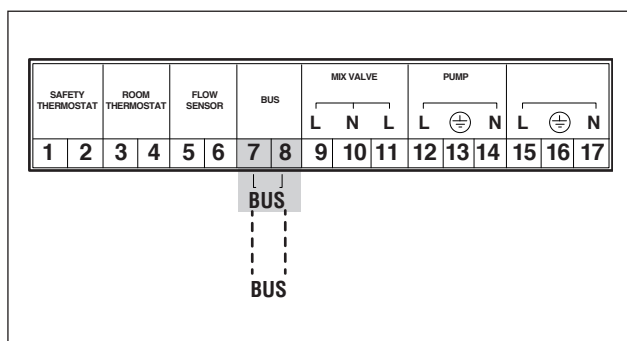 SAFETY THERMOSTAT ROOM THERMOSTAT FLOW SENSOR BUS MIX VALVE PUMP
L N L L N L N
1 2 3 4 5 6 7 8 9 10 11 12 13 14 15 16 17
BUS
BUS